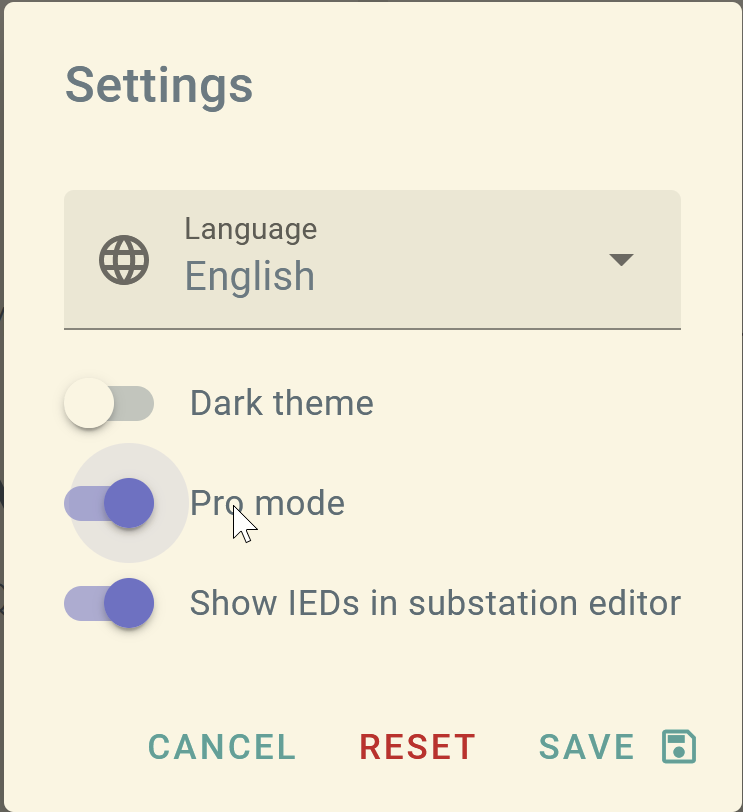 Settings
Language
English
Dark theme
Pro mode
Show IEDs in substation editor
CANCEL RESET SAVE